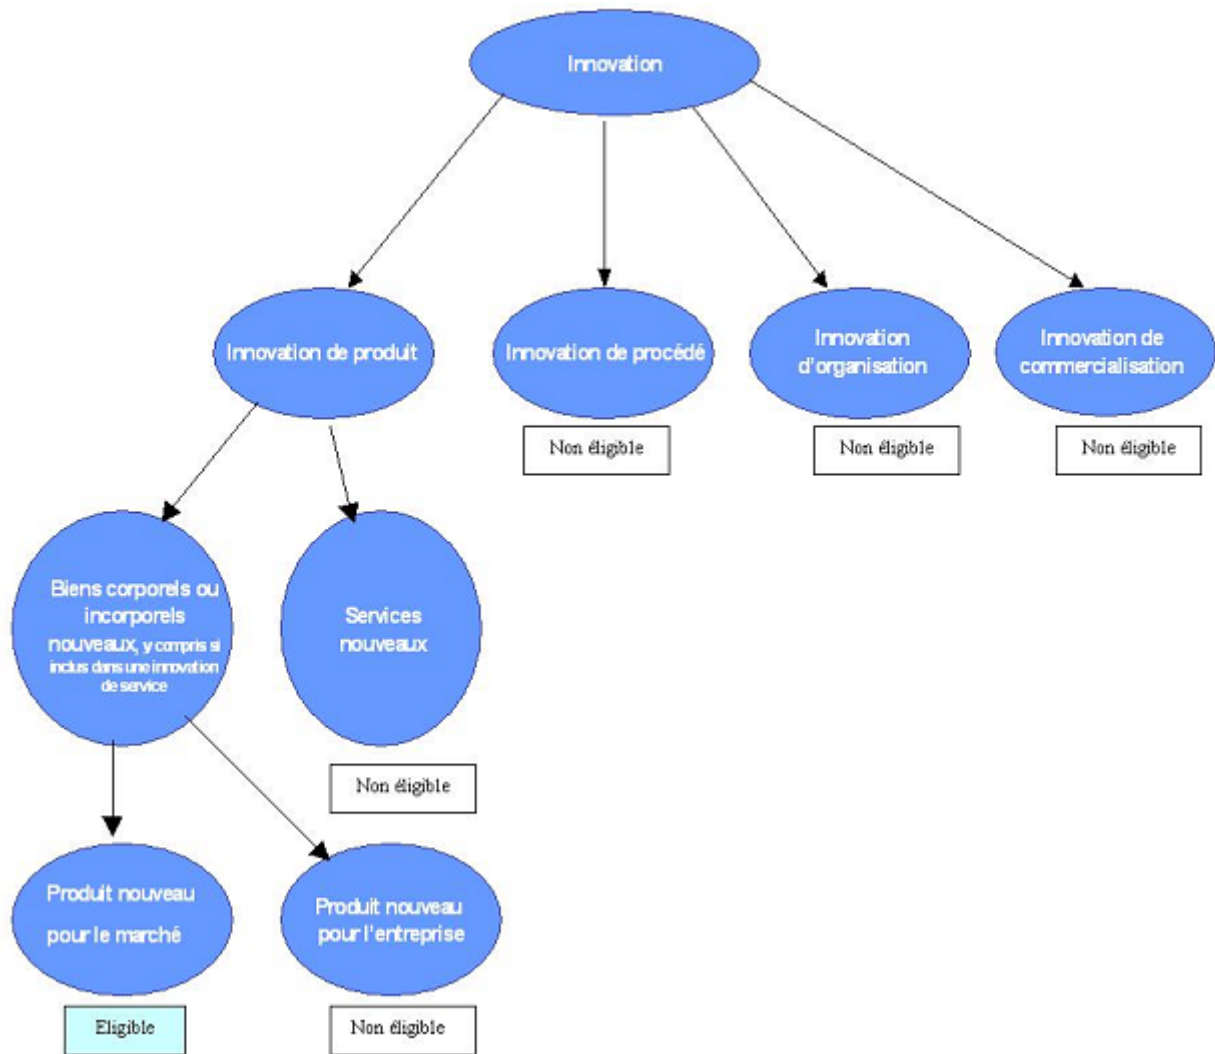 Innovation
Innovation de produit
Innovation de procédé
Innovation
d'organisation
Innovation de
commercialisation
Non éligible
Non éligible
Non éligible
Biens corporels ou
incorporels
nouveaux, y compris si
inclus dans une innovation
de service
Services
nouveaux
Non éligible
Produit nouveau
pour le marché
Produit nouveau
pour l'entreprise
Eligible
Non éligible